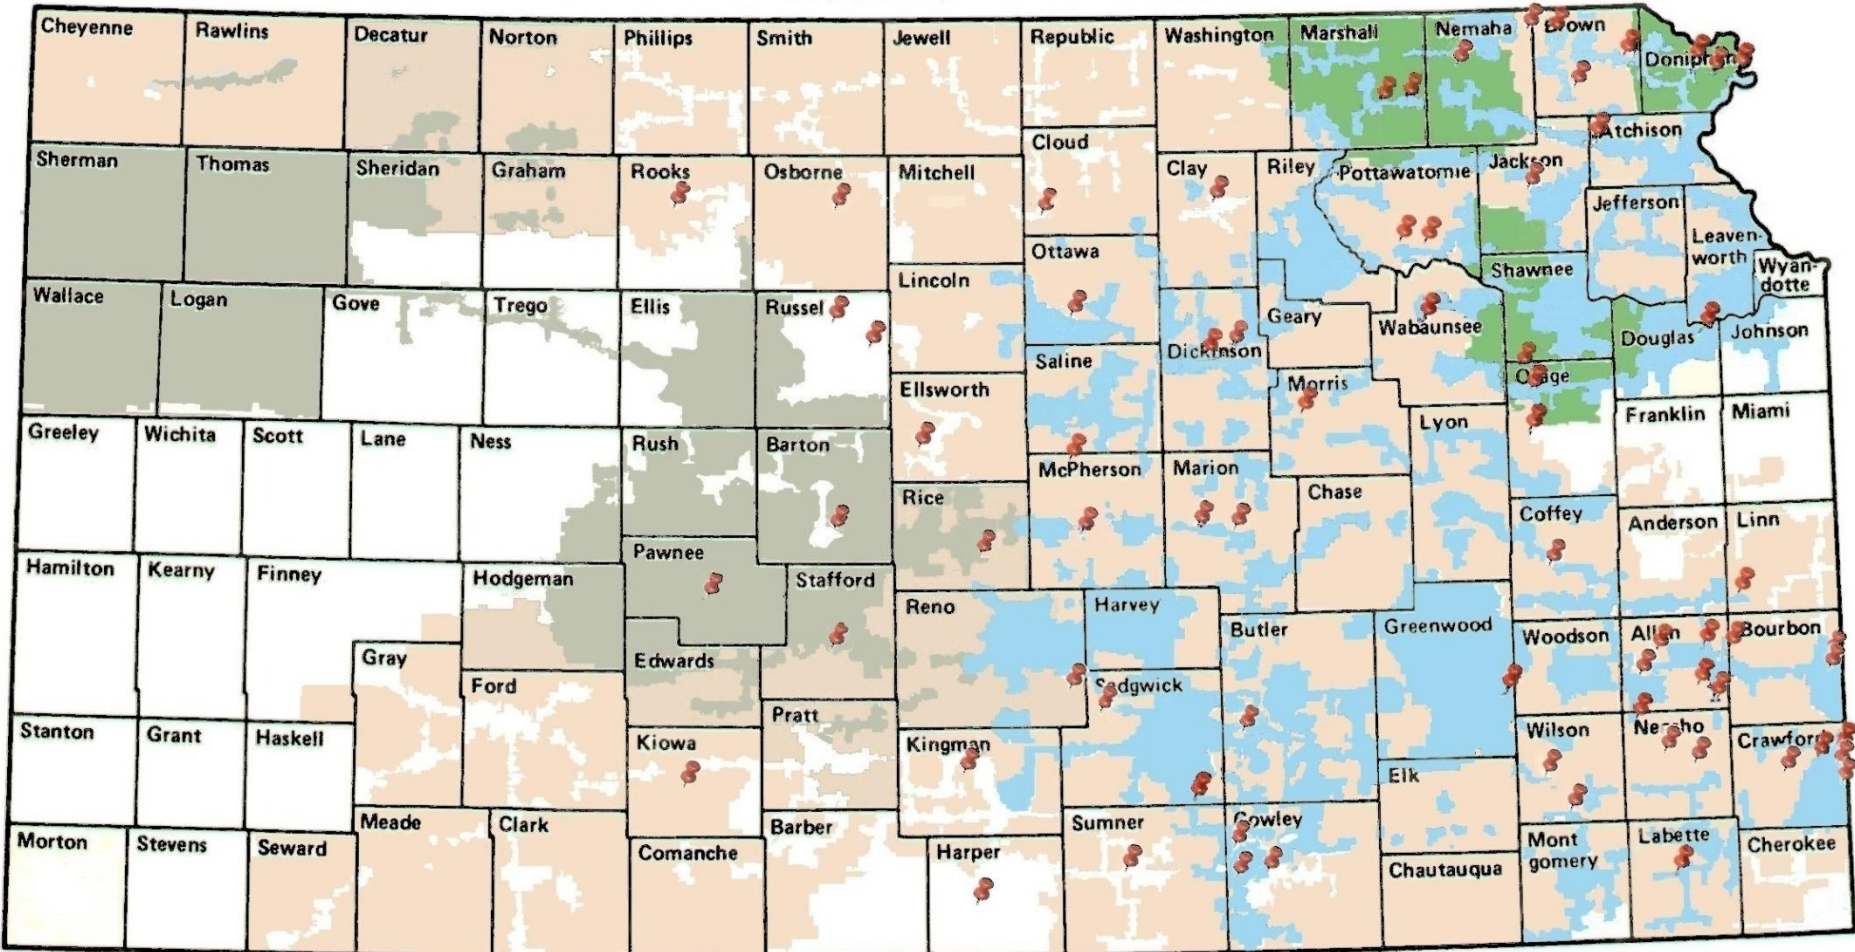 Cheyenne
Rawlins
Decatur
Norton
Phillips
Smith
Jewell
Republic
Washington
Marshall
Nemaha
Brown
Doniphan
Sherman
Thomas
Sheridan
Graham
Rooks
Osborne
Mitchell
Cloud
Clay
Riley
Pottawatomie
Jackson
Atchison
Jefferson
Leaven-
worth
Wyan-
dotte
Wallace
Logan
Gove
Trego
Ellis
Russel
Lincoln
Ottawa
Saline
Dickinson
Geary
Wabaunsee
Shawnee
Douglas
Johnson
Ellsworth
Morris
Osage
Franklin
Miami
Greeley
Wichita
Scott
Lane
Ness
Rush
Barton
Rice
McPherson
Marion
Chase
Lyon
Coffey
Anderson
Linn
Hamilton
Kearny
Finney
Hodgeman
Pawnee
Stafford
Reno
Harvey
Butler
Greenwood
Woodson
Allen
Bourbon
Gray
Ford
Edwards
Pratt
Sedgwick
Stanton
Grant
Haskell
Kiowa
Kingman
Elk
Wilson
Neosho
Crawford
Morton
Stevens
Seward
Meade
Clark
Comanche
Barber
Harper
Sumner
Cowley
Chautauqua
Mont
gomery
Labette
Cherokee